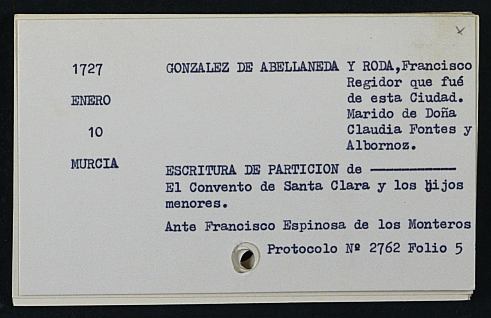 1727 GONZALEZ DE ABELLANEDA Y RODA,Francisco
Regidor que fué
ENERO de esta Ciudad.
Marido de Doña
10 Claudia Fontes y
Albornoz.
MURCIA ESCRITURA DE PARTICION de ——————
El Convento de Santa Clara y los hijos
menores.
Ante Francisco Espinosa de los Monteros
Protocolo Nº 2762 Folio 5